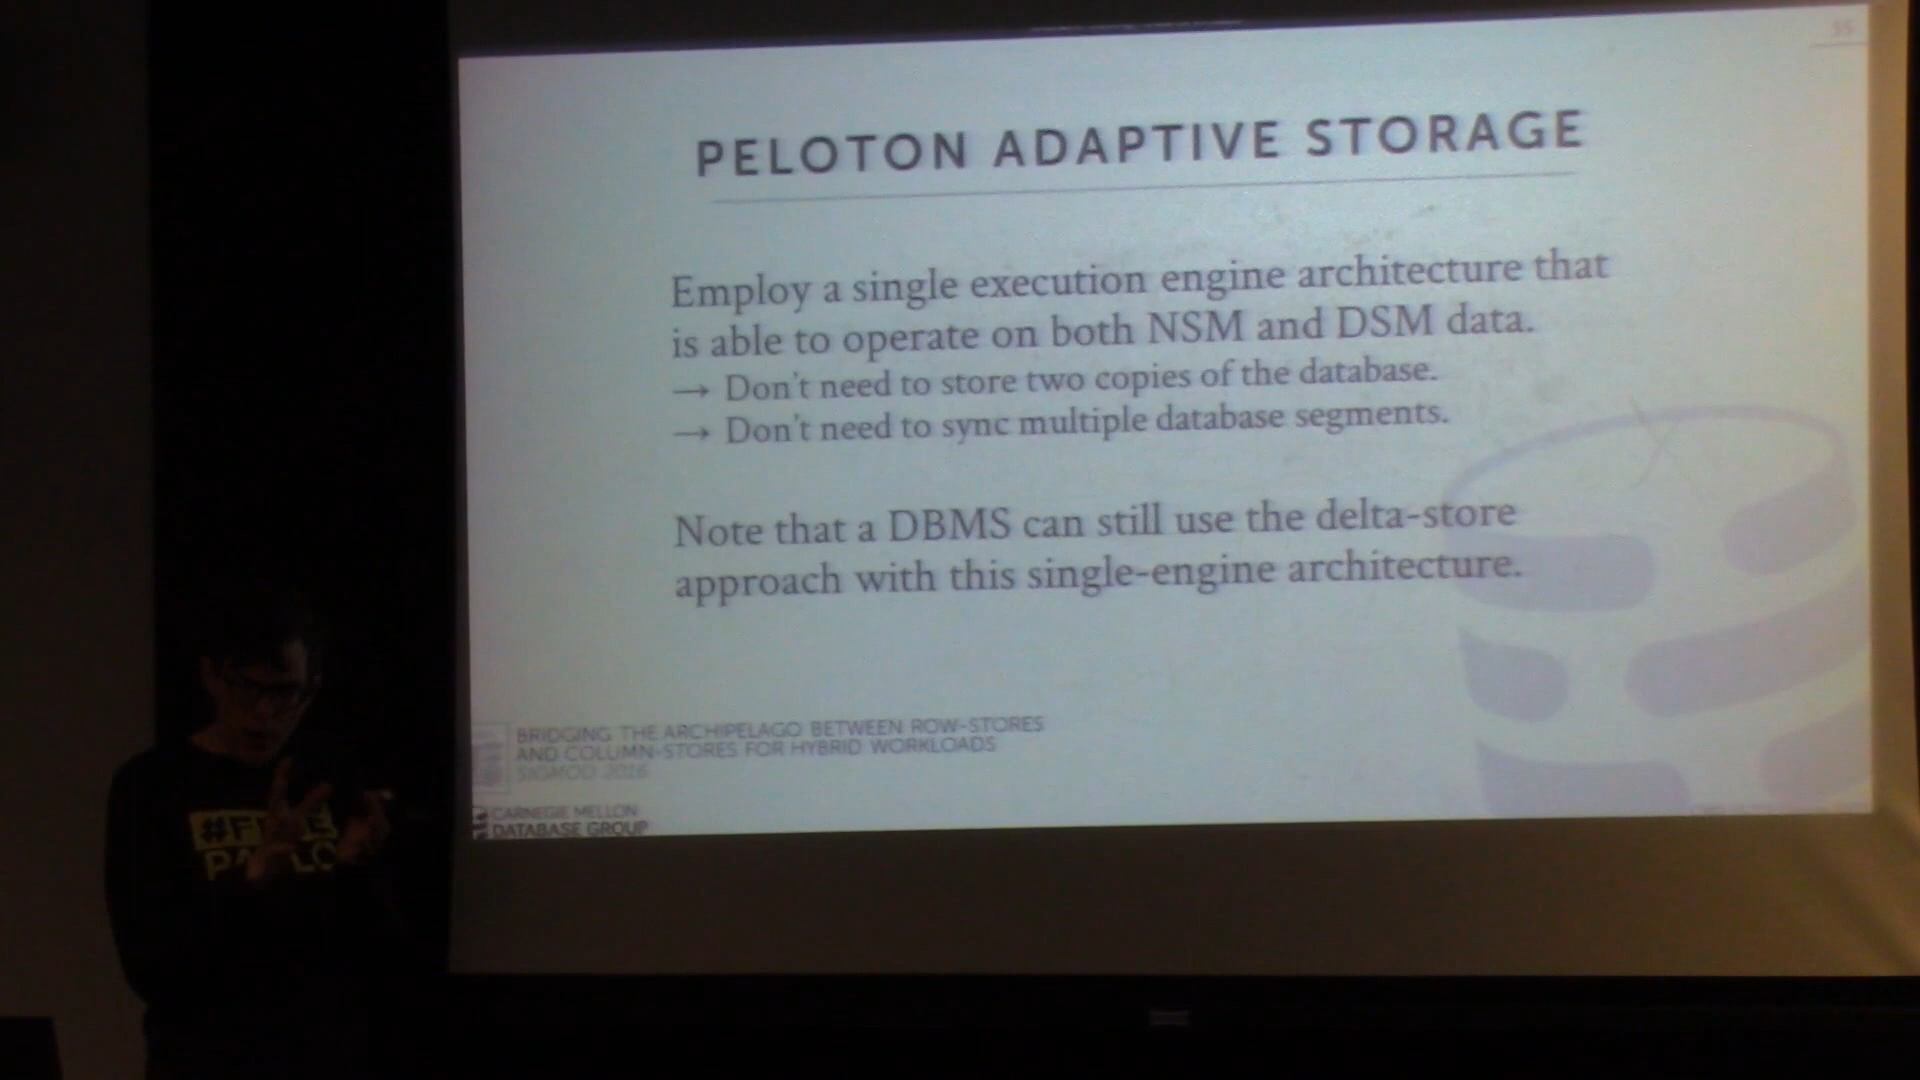 55
PELOTON ADAPTIVE STORAGE
Employ a single execution engine architecture that
is able to operate on both NSM and DSM data.
→ Don't need to store two copies of the database.
→ Don't need to sync multiple database segments.
Note that a DBMS can still use the delta-store
approach with this single-engine architecture.
BRIDGING THE ARCHIPELAGO BETWEEN ROW-STORES
AND COLUMN-STORES FOR HYBRID WORKLOADS
SIGMOD 2016
CARNEGIE MELLON
DATABASE GROUP